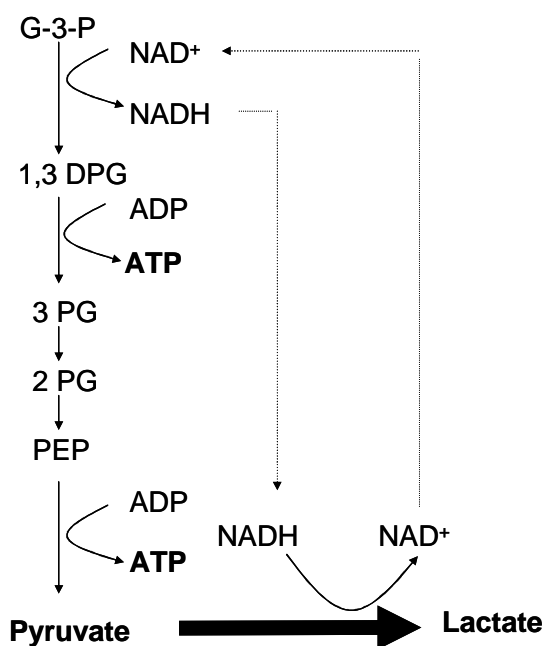 G-3-P
NAD+
NADH
1,3 DPG
ADP
ATP
3 PG
2 PG
PEP
ADP
ATP
NADH
NAD+
Pyruvate
Lactate